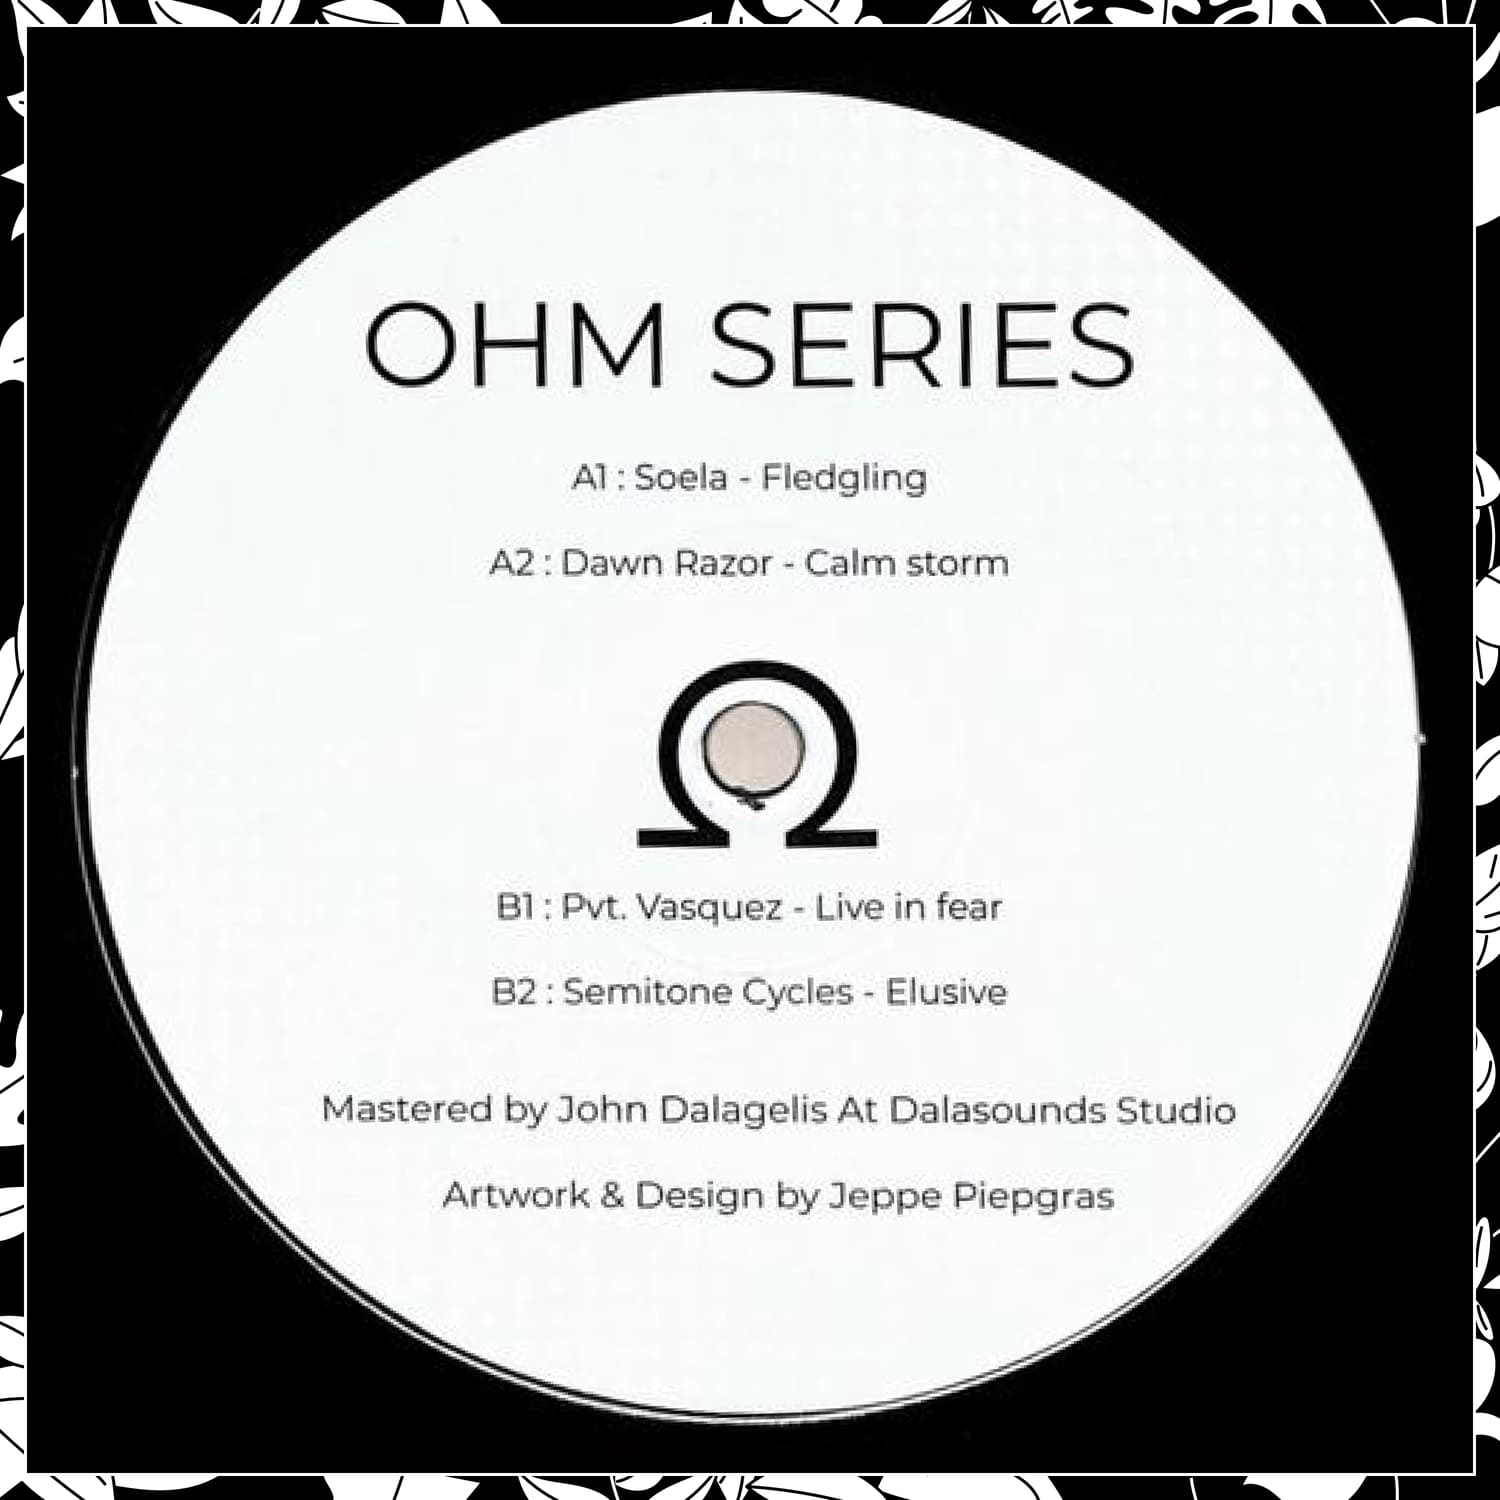 OHM SERIES
A1 : Soela - Fledgling
A2 : Dawn Razor - Calm storm
Ω
B1 : Pvt. Vasquez - Live in fear
B2 : Semitone Cycles - Elusive
Mastered by John Dalagelis At Dalasounds Studio
Artwork & Design by Jeppe Piepgras